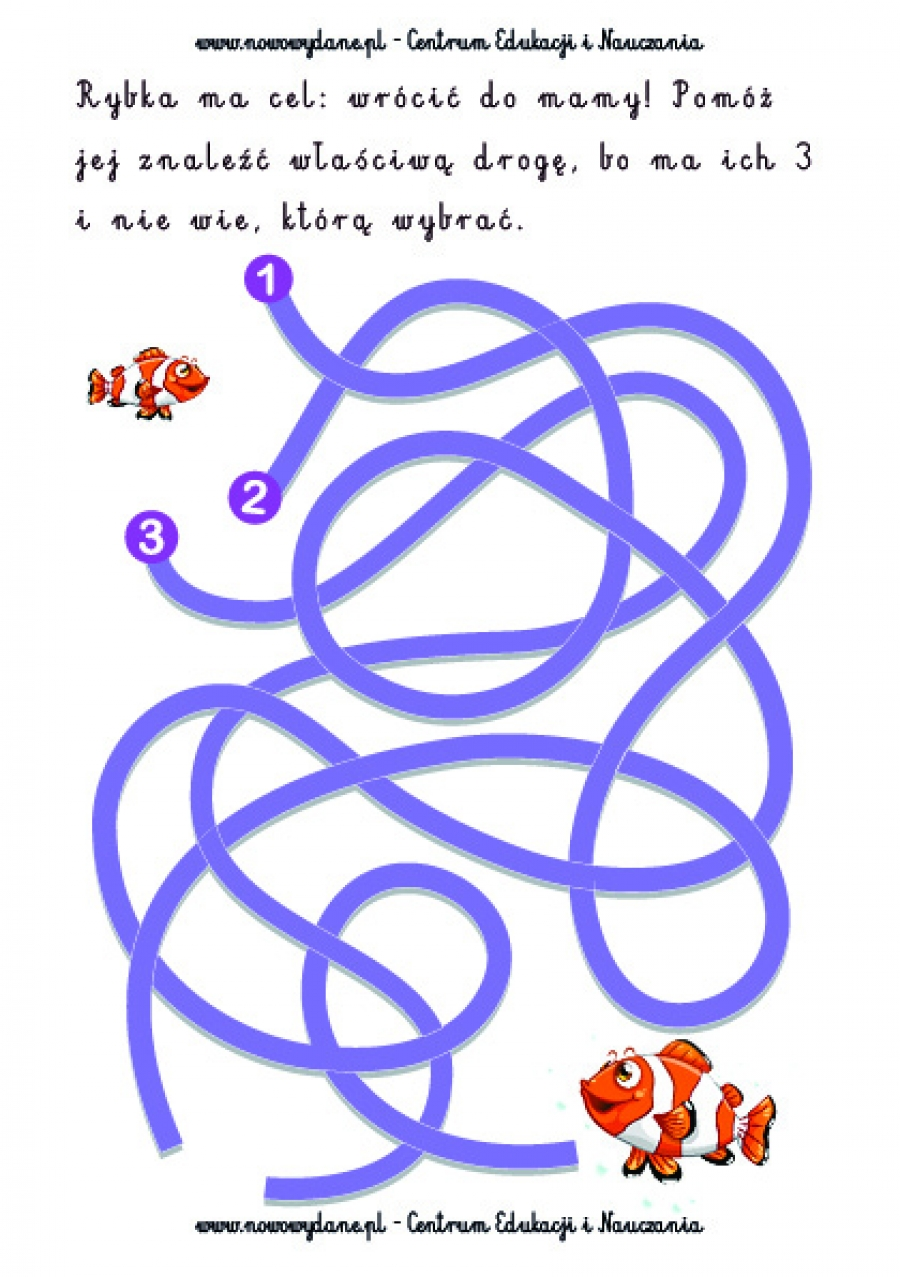 www.nowowydane.pl - Centrum Edukacji i Nauczania
Rybka ma cel: wrócić do mamy! Pomóż
jej znaleźć właściwą drogę, bo ma ich 3
i nie wie, którą wybrać.
1
2
3
www.nowowydane.pl - Centrum Edukacji i Nauczania